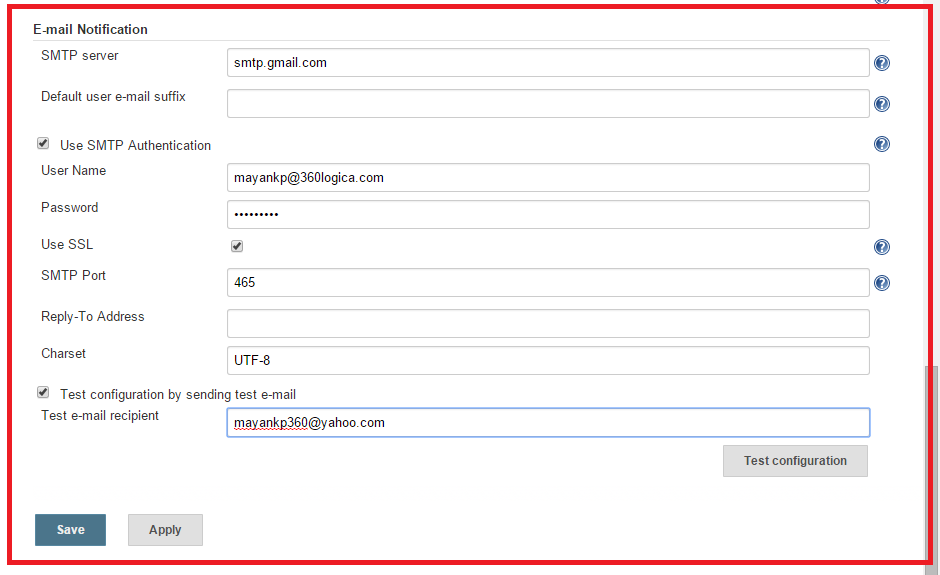 E-mail Notification
SMTP server
smtp.gmail.com
Default user e-mail suffix
Use SMTP Authentication
User Name
mayankp@360logica.com
Password
•••••••••
Use SSL
SMTP Port
465
Reply-To Address
Charset
UTF-8
Test configuration by sending test e-mail
Test e-mail recipient
mayankp360@yahoo.com
Test configuration
Save Apply